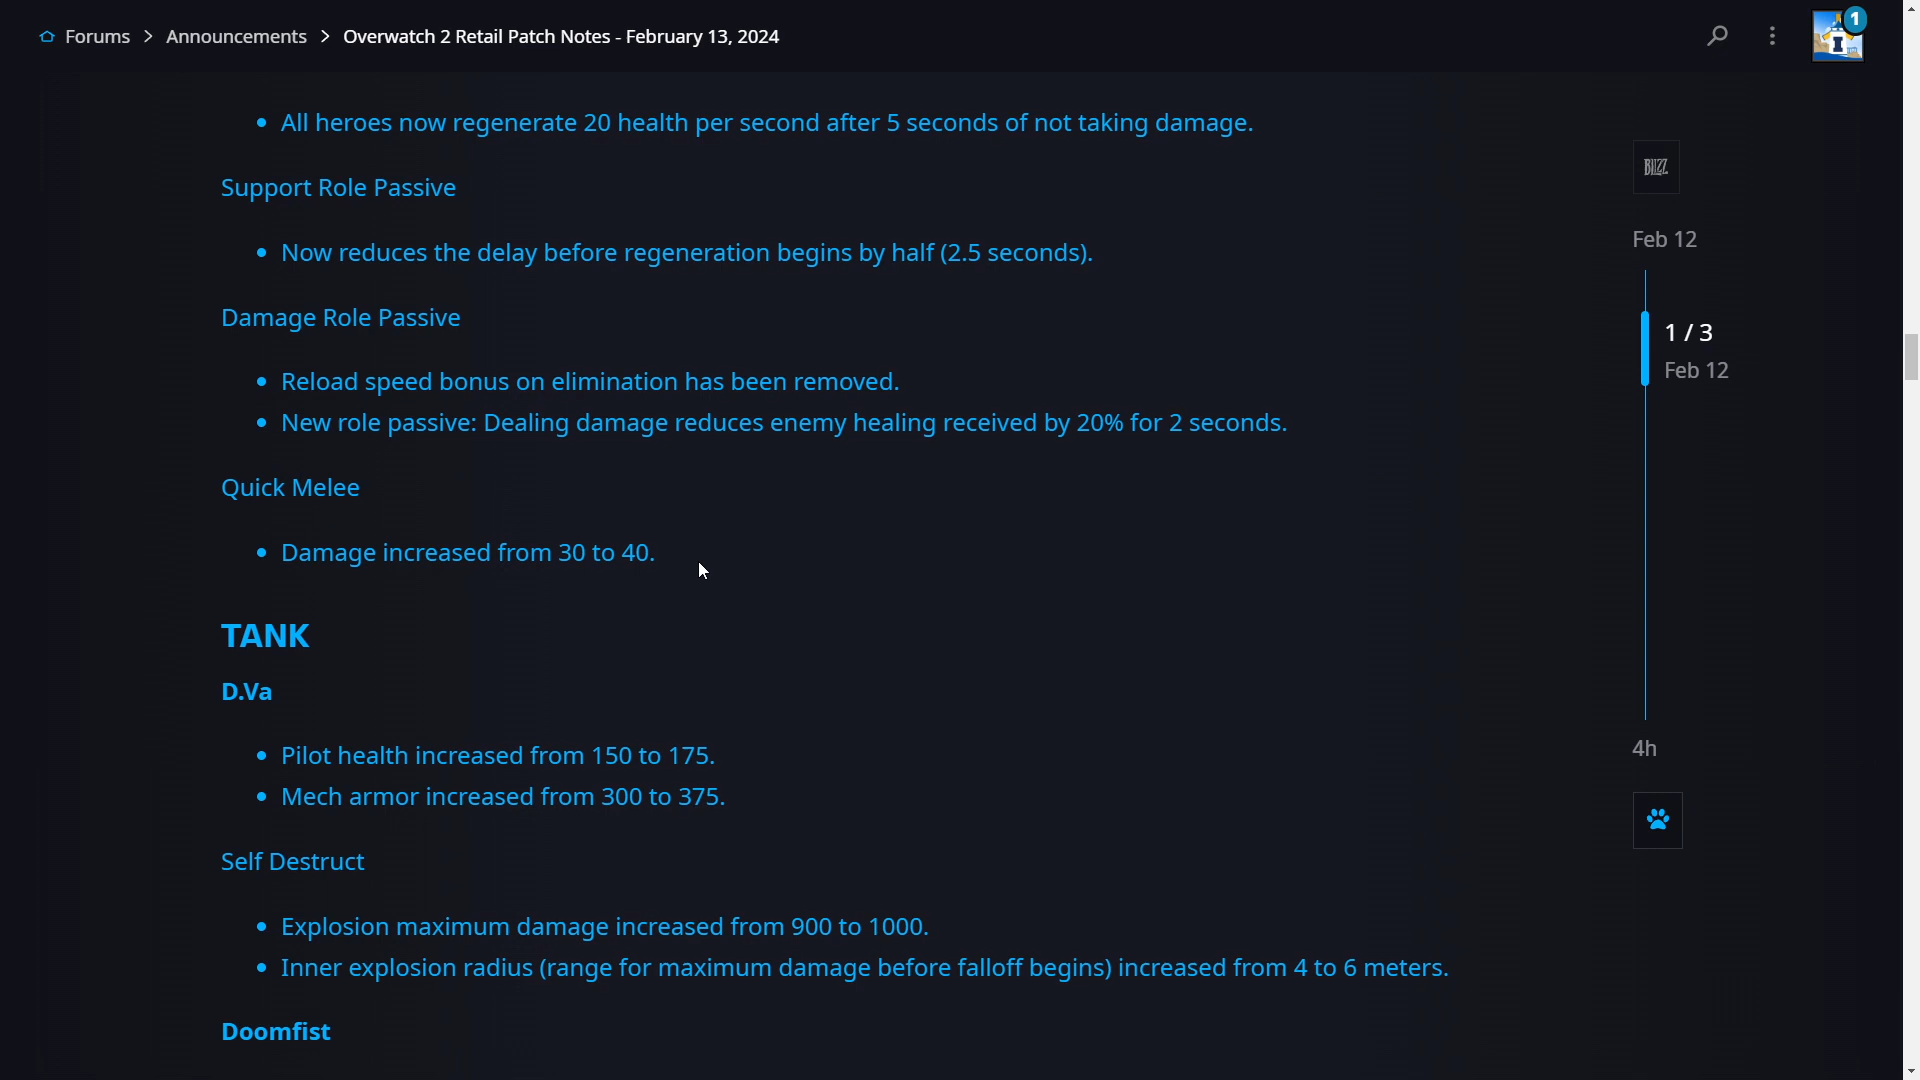 Forums > Announcements > Overwatch 2 Retail Patch Notes - February 13, 2024
1
• All heroes now regenerate 20 health per second after 5 seconds of not taking damage.
BLIZZ
Support Role Passive
Feb 12
• Now reduces the delay before regeneration begins by half (2.5 seconds).
Damage Role Passive
1 / 3
Feb 12
• Reload speed bonus on elimination has been removed.
• New role passive: Dealing damage reduces enemy healing received by 20% for 2 seconds.
Quick Melee
• Damage increased from 30 to 40.
TANK
D.Va
• Pilot health increased from 150 to 175.
4h
• Mech armor increased from 300 to 375.
Self Destruct
• Explosion maximum damage increased from 900 to 1000.
• Inner explosion radius (range for maximum damage before falloff begins) increased from 4 to 6 meters.
Doomfist